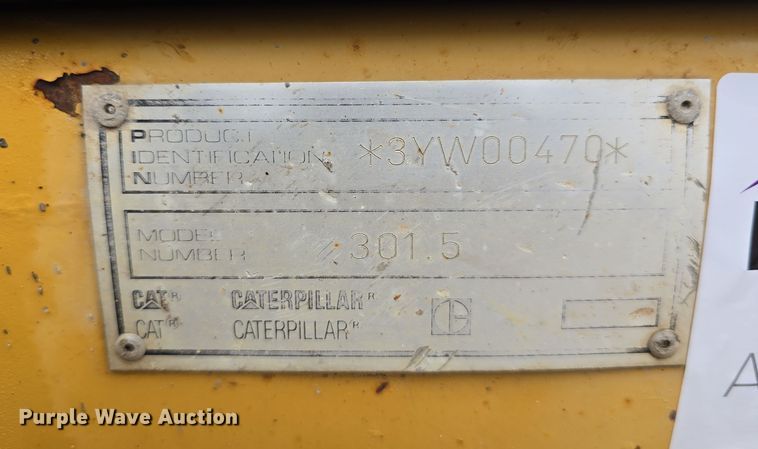 PRODUCT
IDENTIFICATION
NUMBER
*3YW00470*
MODEL
NUMBER
301.5
CAT® CATERPILLAR®
CAT® CATERPILLAR®
A
Purple Wave Auction